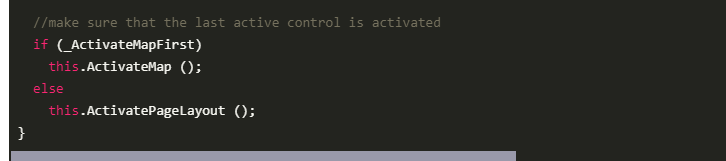 //make sure that the last active control is activated
if (_ActivateMapFirst)
this.ActivateMap ();
else
this.ActivatePageLayout ();
}